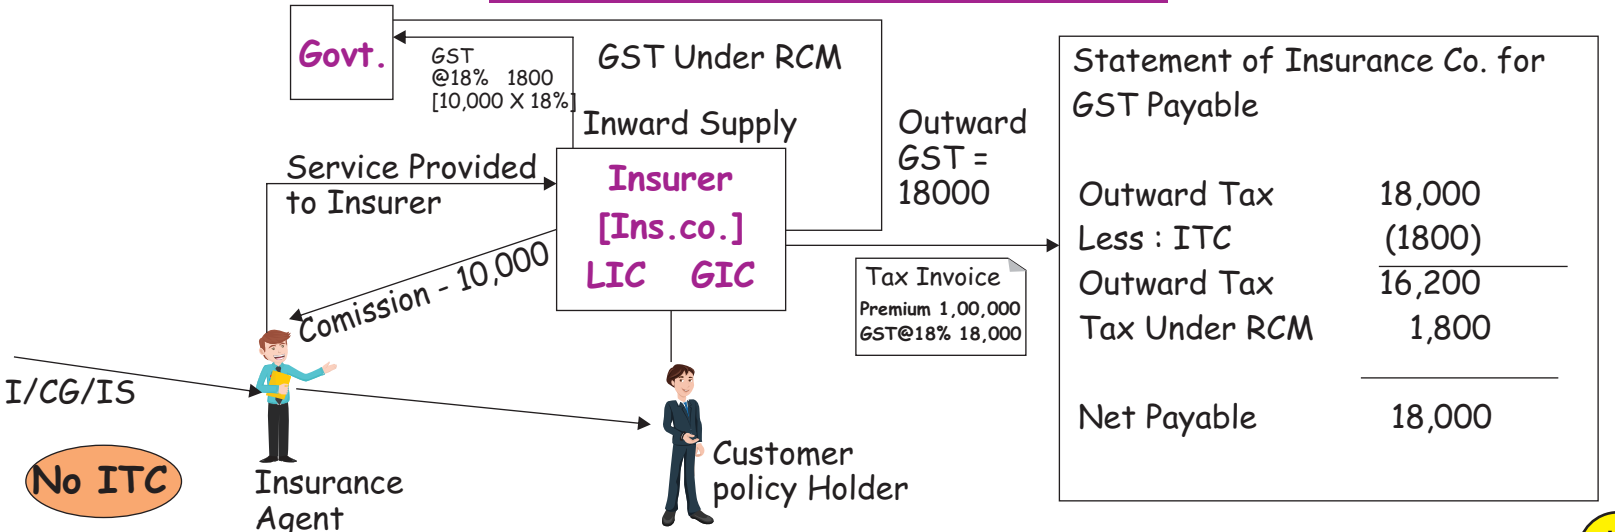 Govt.
GST
@18% 1800
[10,000 X 18%]
GST Under RCM
Inward Supply
Outward
GST =
18000
Service Provided
to Insurer
Insurer
[Ins.co.]
LIC GIC
Comission - 10,000
Tax Invoice
Premium 1,00,000
GST@18% 18,000
I/CG/IS
No ITC
Insurance
Agent
Customer
policy Holder
Statement of Insurance Co. for
GST Payable
Outward Tax 18,000
Less : ITC (1800)
Outward Tax 16,200
Tax Under RCM 1,800
Net Payable 18,000